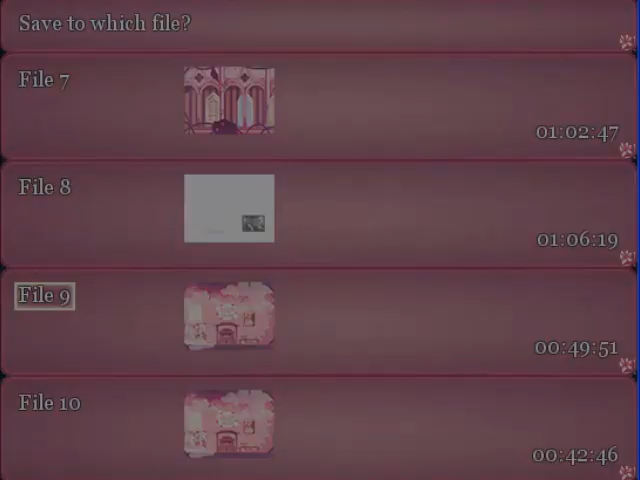 Save to which file?
File 7
01:02:47
File 8
01:06:19
File 9
00:49:51
File 10
00:42:46